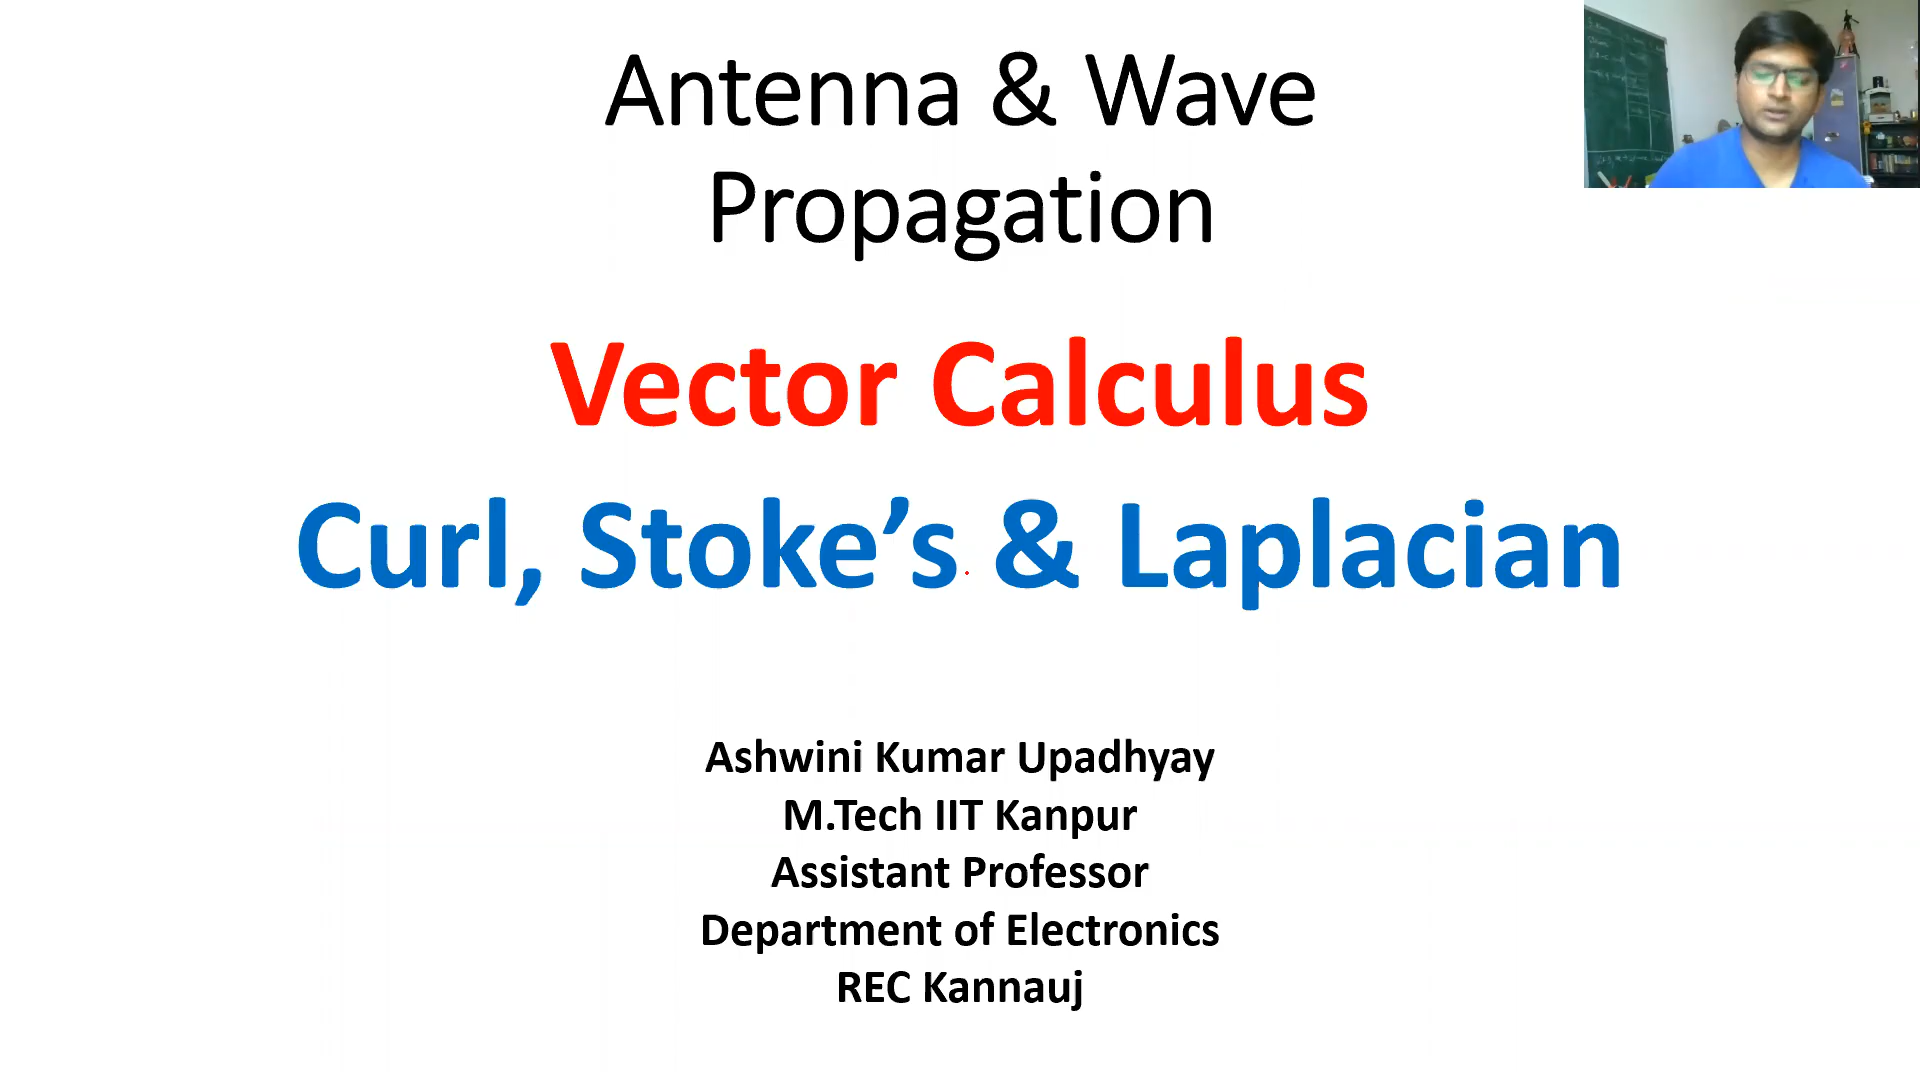 Antenna & Wave
Propagation
Vector Calculus
Curl, Stoke’s & Laplacian
Ashwini Kumar Upadhyay
M.Tech IIT Kanpur
Assistant Professor
Department of Electronics
REC Kannauj